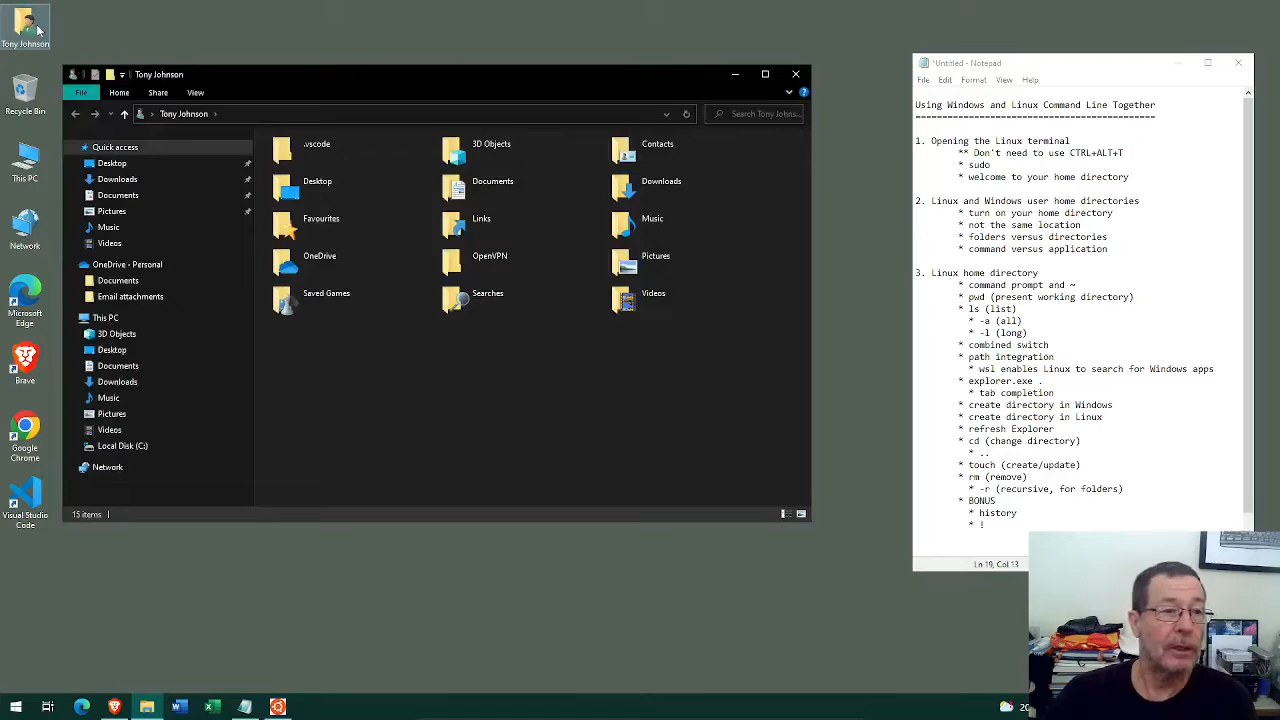 Tony Johnson
Recycle Bin
This PC
Network
Microsoft
Edge
Brave
Google
Chrome
Visual Studio
Code
Tony Johnson
File
Home
Share
View
Tony Johnson
Search Tony Johns...
Quick access
Desktop
Downloads
Documents
Pictures
Music
Videos
OneDrive - Personal
Documents
Email attachments
This PC
3D Objects
Desktop
Documents
Downloads
Music
Pictures
Videos
Local Disk (C:)
Network
.vscode
3D Objects
Contacts
Desktop
Documents
Downloads
Favourites
Links
Music
OneDrive
OpenVPN
Pictures
Saved Games
Searches
Videos
15 items
*Untitled - Notepad
File Edit Format View Help
Using Windows and Linux Command Line Together
---------------------------------------------
1. Opening the Linux terminal
** Don't need to use CTRL+ALT+T
* sudo
* welcome to your home directory
2. Linux and Windows user home directories
* turn on your home directory
* not the same location
* folders versus directories
* command versus application
3. Linux home directory
* command prompt and ~
* pwd (present working directory)
* ls (list)
* -a (all)
* -l (long)
* combined switch
* path integration
* wsl enables Linux to search for Windows apps
* explorer.exe .
* tab completion
* create directory in Windows
* create directory in Linux
* refresh Explorer
* cd (change directory)
* ..
* touch (create/update)
* rm (remove)
* -r (recursive, for folders)
* BONUS
* history
* !
Ln 19, Col 13